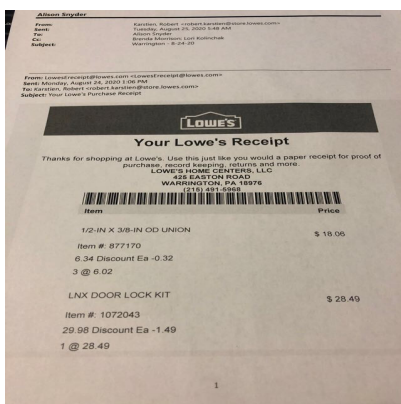 Alison Snyder
From: Karstien, Robert <robert.karstien@store.lowes.com>
Sent: Tuesday, August 25, 2020 5:48 AM
To: Alison Snyder
Cc: Brenda Morrison; Lori Kolinchak
Subject: Warrington - 8-24-20
From: LowesEreceipt@lowes.com <LowesEreceipt@lowes.com>
Sent: Monday, August 24, 2020 1:06 PM
To: Karstien, Robert <robert.karstien@store.lowes.com>
Subject: Your Lowe's Purchase Receipt
LOWE'S
Your Lowe's Receipt
Thanks for shopping at Lowe's. Use this just like you would a paper receipt for proof of
purchase, record keeping, returns and more.
LOWE'S HOME CENTERS, LLC
425 EASTON ROAD
WARRINGTON, PA 18976
(215) 491-5968
Item Price
1/2-IN X 3/8-IN OD UNION $ 18.06
Item #: 877170
6.34 Discount Ea -0.32
3 @ 6.02
LNX DOOR LOCK KIT $ 28.49
Item #: 1072043
29.98 Discount Ea -1.49
1 @ 28.49
1